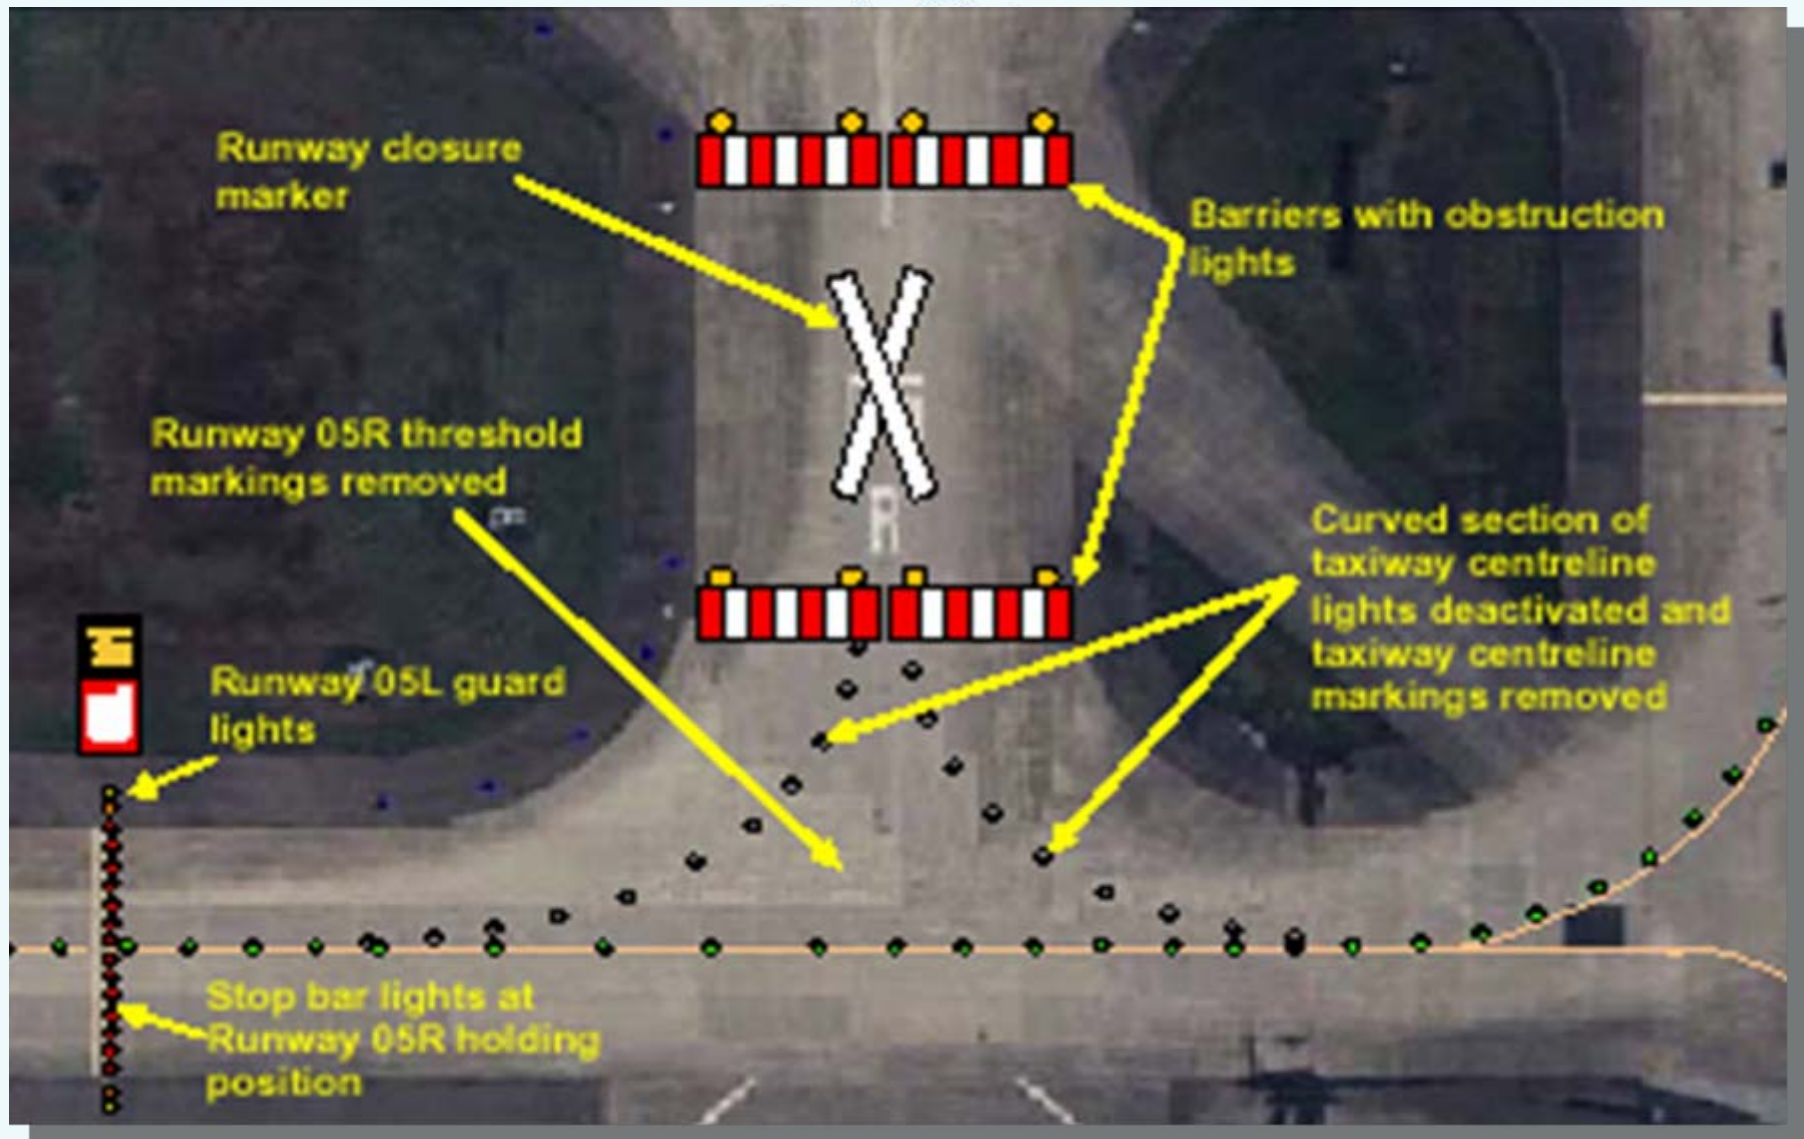 Runway closure
marker
Barriers with obstruction
lights
Runway 05R threshold
markings removed
R
Curved section of
taxiway centreline
lights deactivated and
taxiway centreline
markings removed
Runway 05L guard
lights
Stop bar lights at
Runway 05R holding
position